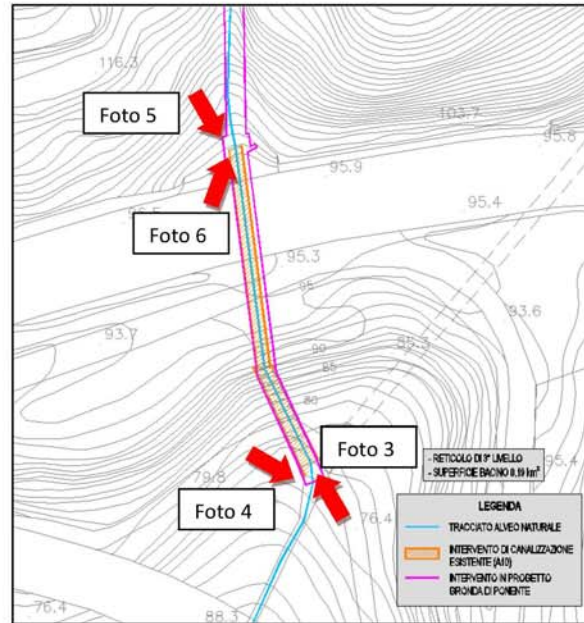 116.3
103.7
Foto 5
95.8
95.9
95.4
Foto 6
95.3
95
93.6
93.7
90
85.3
85
80
Foto 3
- RETICOLO DI 3° LIVELLO
- SUPERFICIE BACINO 0,19 km²
95.4
79.8
Foto 4
76.4
LEGENDA
TRACCIATO ALVEO NATURALE
INTERVENTO DI CANALIZZAZIONE
ESISTENTE (A10)
INTERVENTO IN PROGETTO
GRONDA DI PONENTE
76.4
88.3